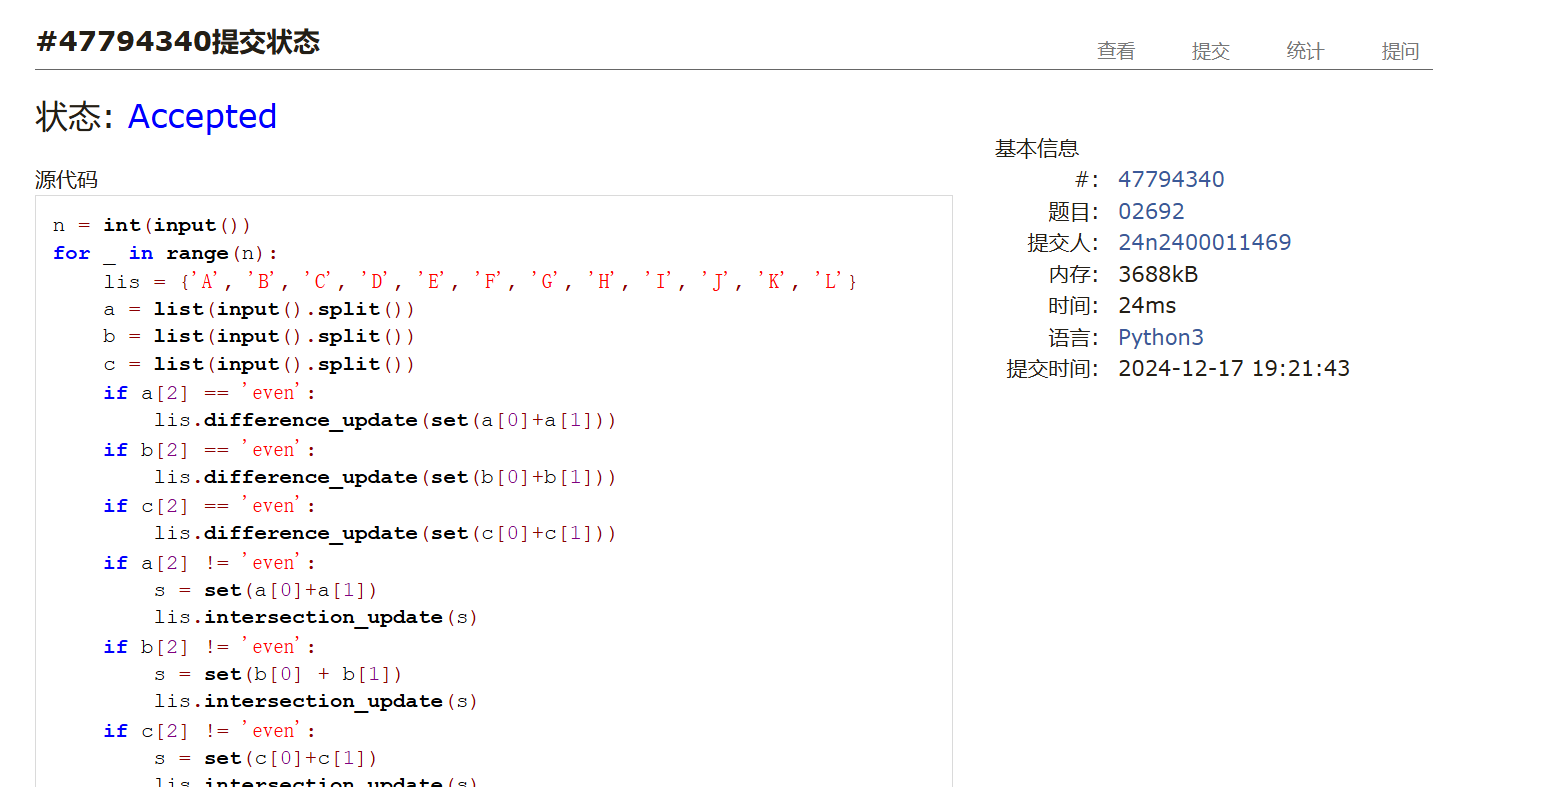 #47794340提交状态
查看 提交 统计 提问
状态: Accepted
源代码
n = int(input())
for _ in range(n):
    lis = {'A', 'B', 'C', 'D', 'E', 'F', 'G', 'H', 'I', 'J', 'K', 'L'}
    a = list(input().split())
    b = list(input().split())
    c = list(input().split())
    if a[2] == 'even':
        lis.difference_update(set(a[0]+a[1]))
    if b[2] == 'even':
        lis.difference_update(set(b[0]+b[1]))
    if c[2] == 'even':
        lis.difference_update(set(c[0]+c[1]))
    if a[2] != 'even':
        s = set(a[0]+a[1])
        lis.intersection_update(s)
    if b[2] != 'even':
        s = set(b[0] + b[1])
        lis.intersection_update(s)
    if c[2] != 'even':
        s = set(c[0]+c[1])
        lis.intersection_update(s)
基本信息
#: 47794340
题目: 02692
提交人: 24n2400011469
内存: 3688kB
时间: 24ms
语言: Python3
提交时间: 2024-12-17 19:21:43